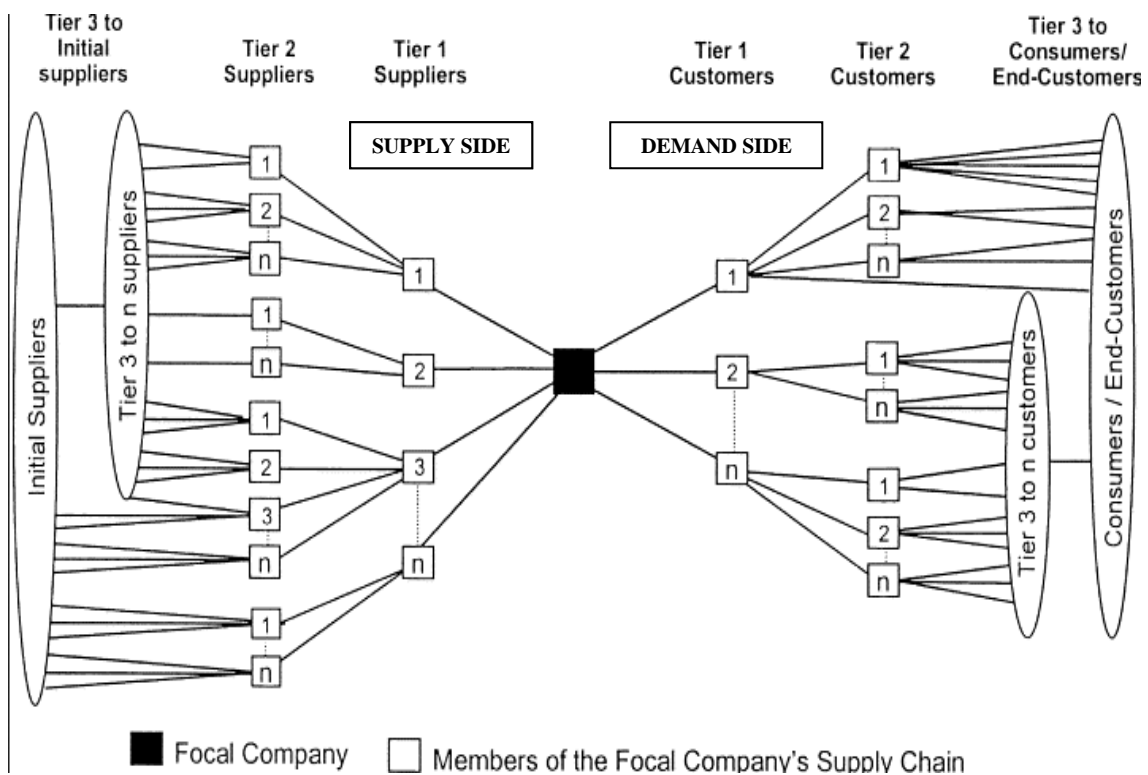 Tier 3 to
Initial
suppliers
Tier 2
Suppliers
Tier 1
Suppliers
Tier 1
Customers
Tier 2
Customers
Tier 3 to
Consumers/
End-Customers
SUPPLY SIDE
DEMAND SIDE
Initial Suppliers
Tier 3 to n suppliers
1
2
n
1
n
1
2
3
n
1
n
1
2
3
n
1
2
n
1
2
n
1
n
1
2
n
Tier 3 to n customers
Consumers / End-Customers
Focal Company
Members of the Focal Company's Supply Chain